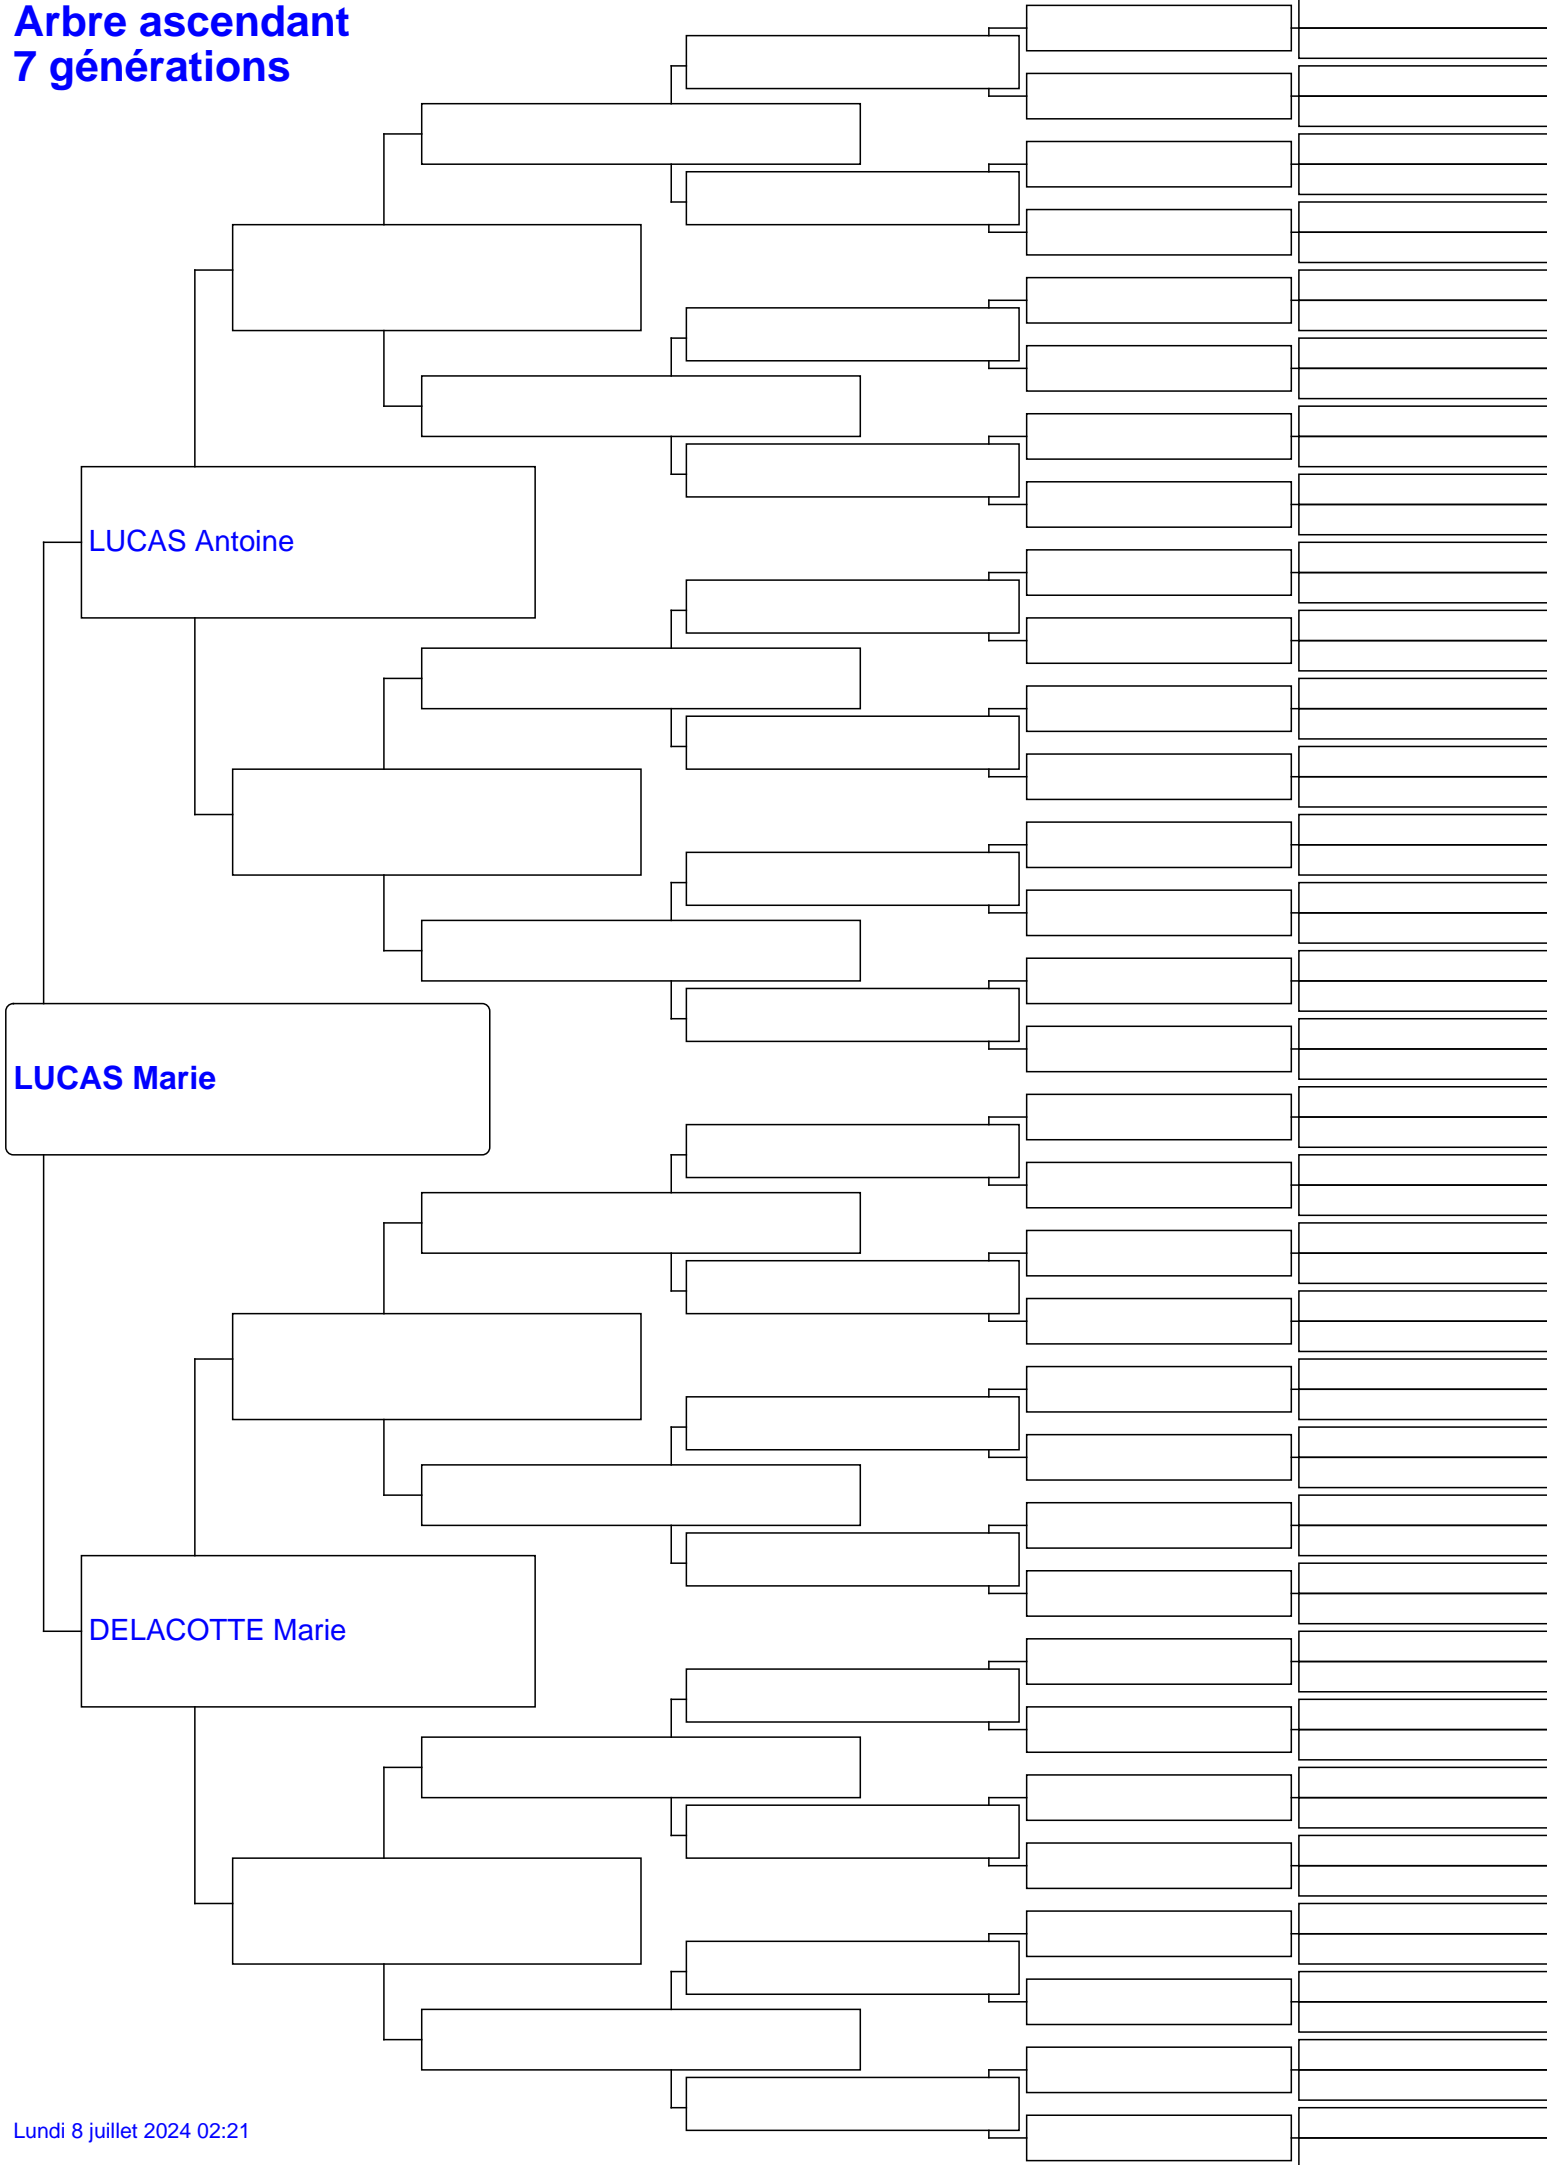 Arbre ascendant
7 générations
LUCAS Antoine
LUCAS Marie
DELACOTTE Marie
Lundi 8 juillet 2024 02:21